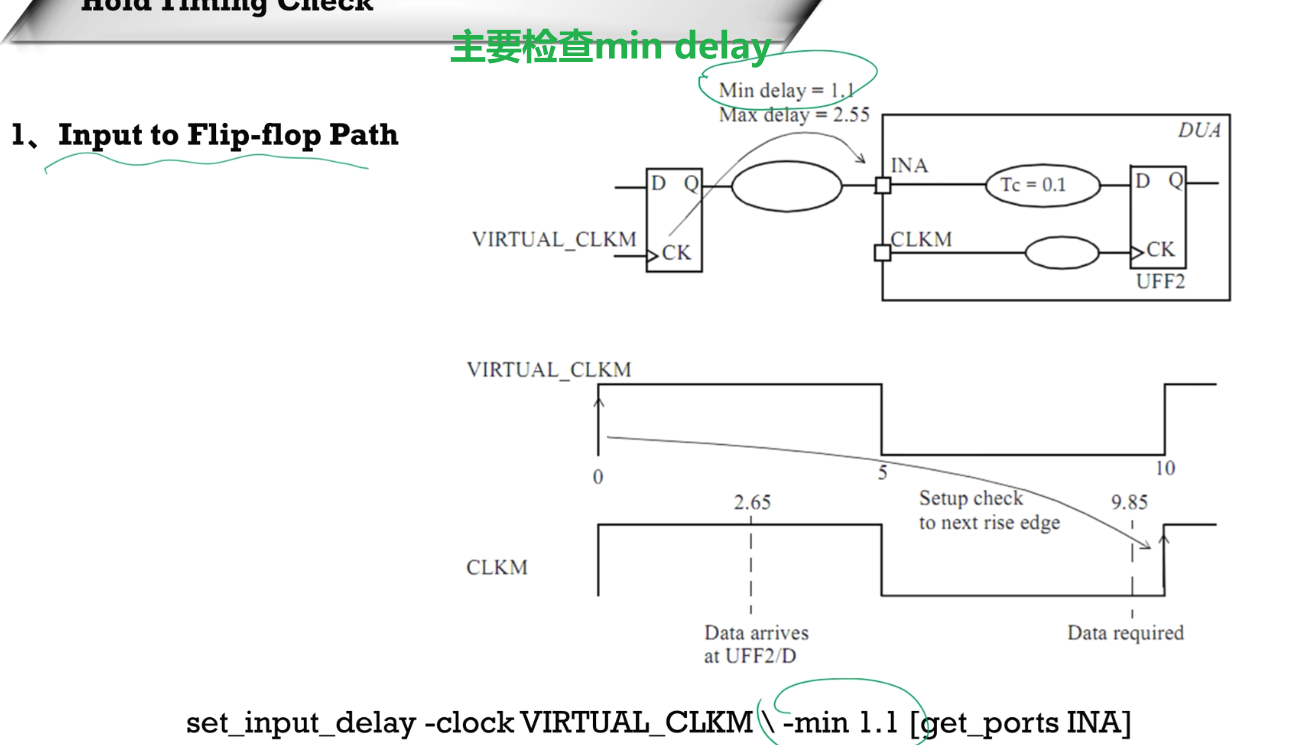 Hold Timing Check
主要检查min delay
Min delay = 1.1
Max delay = 2.55
1、Input to Flip-flop Path
DUA
INA
D Q
Tc = 0.1
D Q
VIRTUAL_CLKM
CLKM
CK
CK
UFF2
VIRTUAL_CLKM
0
5
10
2.65
Setup check
to next rise edge
9.85
CLKM
Data arrives
at UFF2/D
Data required
set_input_delay -clock VIRTUAL_CLKM \ -min 1.1 [get_ports INA]